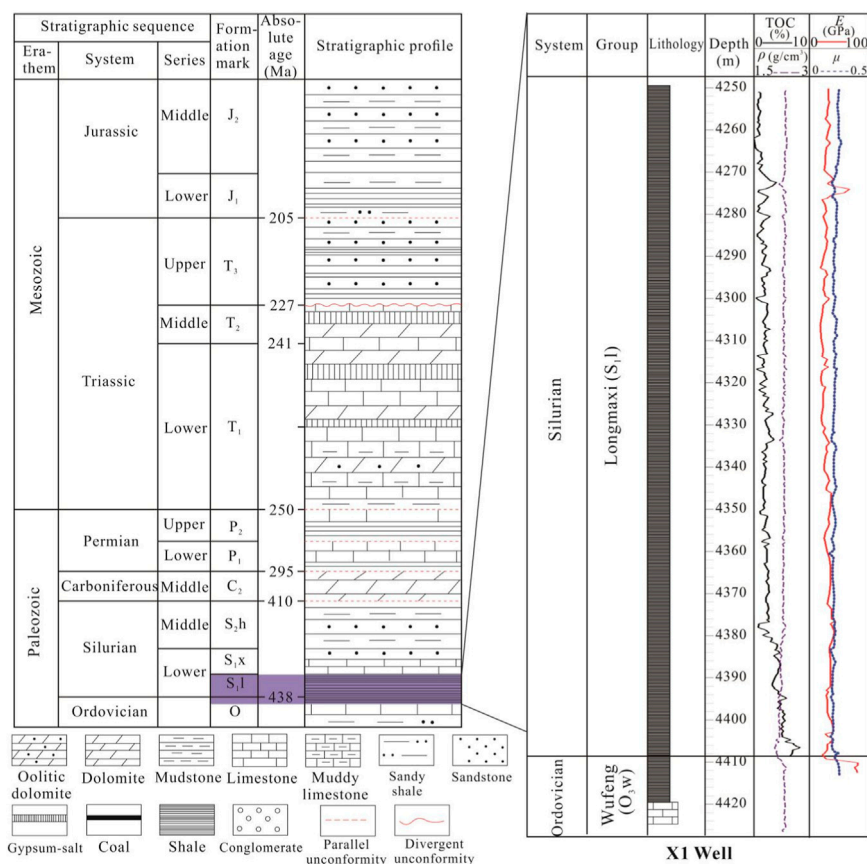 Stratigraphic sequence
Era-
them
System
Series
Form-
ation
mark
Absol-
ute
age
(Ma)
Stratigraphic profile
Mesozoic
Jurassic
Middle
J2
Lower
J1
205
Triassic
Upper
T3
227
Middle
T2
241
Lower
T1
250
Paleozoic
Permian
Upper
P2
Lower
P1
295
Carboniferous
Middle
C2
410
Silurian
Middle
S2h
Lower
S1x
S1l
438
Ordovician
O
Oolitic
dolomite
Dolomite
Mudstone
Limestone
Muddy
limestone
Sandy
shale
Sandstone
Gypsum-salt
Coal
Shale
Conglomerate
Parallel
unconformity
Divergent
unconformity
System
Group
Lithology
Depth
(m)
TOC
(%)
0 10
ρ (g/cm3)
1.5 3
E
(GPa)
0 100
μ
0 0.5
Silurian
Longmaxi (S1l)
4250
4260
4270
4280
4290
4300
4310
4320
4330
4340
4350
4360
4370
4380
4390
4400
4410
4420
Ordovician
Wufeng
(O3w)
X1 Well